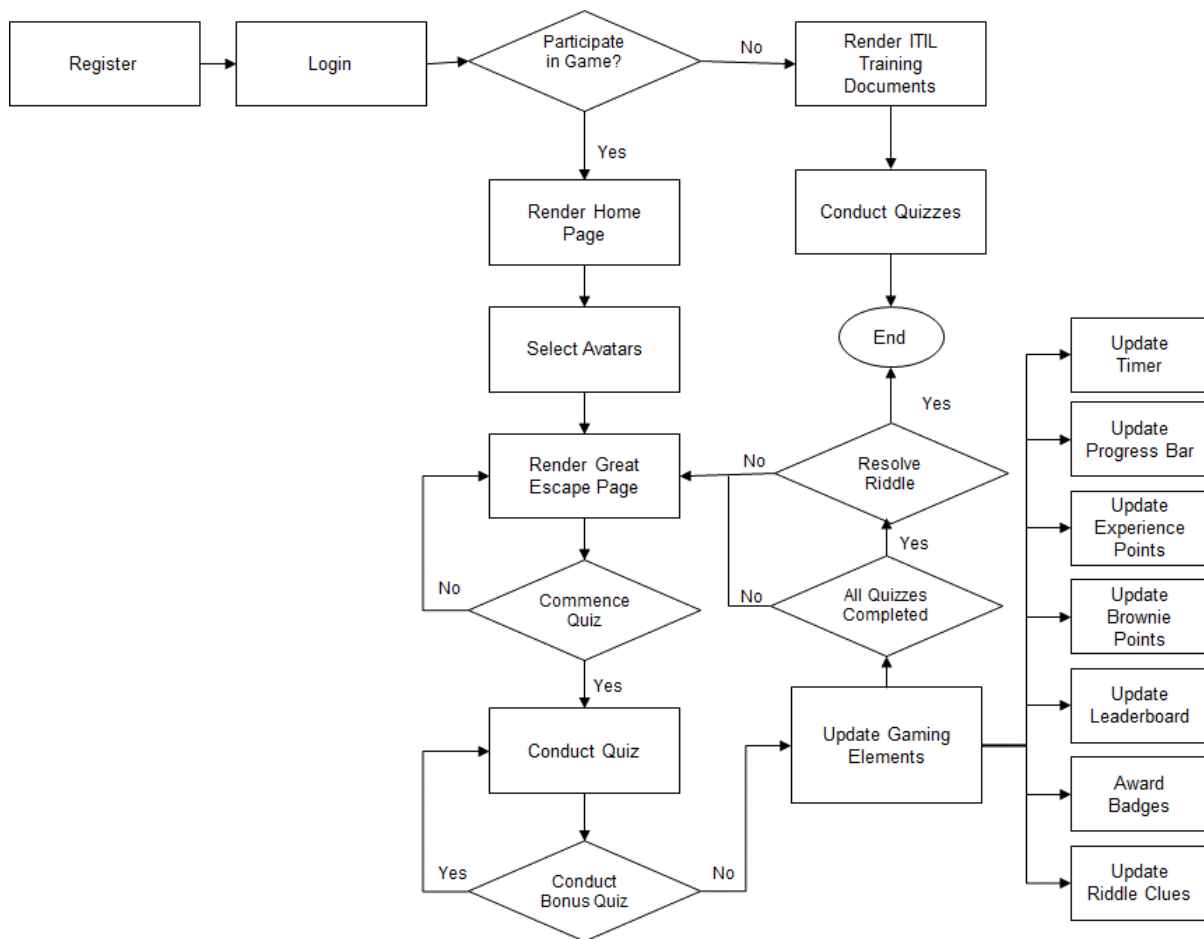 Register
Login
Participate
in Game?
No
Render ITIL
Training
Documents
Yes
Render Home
Page
Conduct Quizzes
Select Avatars
End
Update
Timer
Yes
Update
Progress Bar
Render Great
Escape Page
No
Resolve
Riddle
Update
Experience
Points
Yes
No
Commence
Quiz
No
All Quizzes
Completed
Update
Brownie
Points
Yes
Update
Leaderboard
Conduct Quiz
Update Gaming
Elements
Award
Badges
Yes
Conduct
Bonus Quiz
No
Update
Riddle Clues